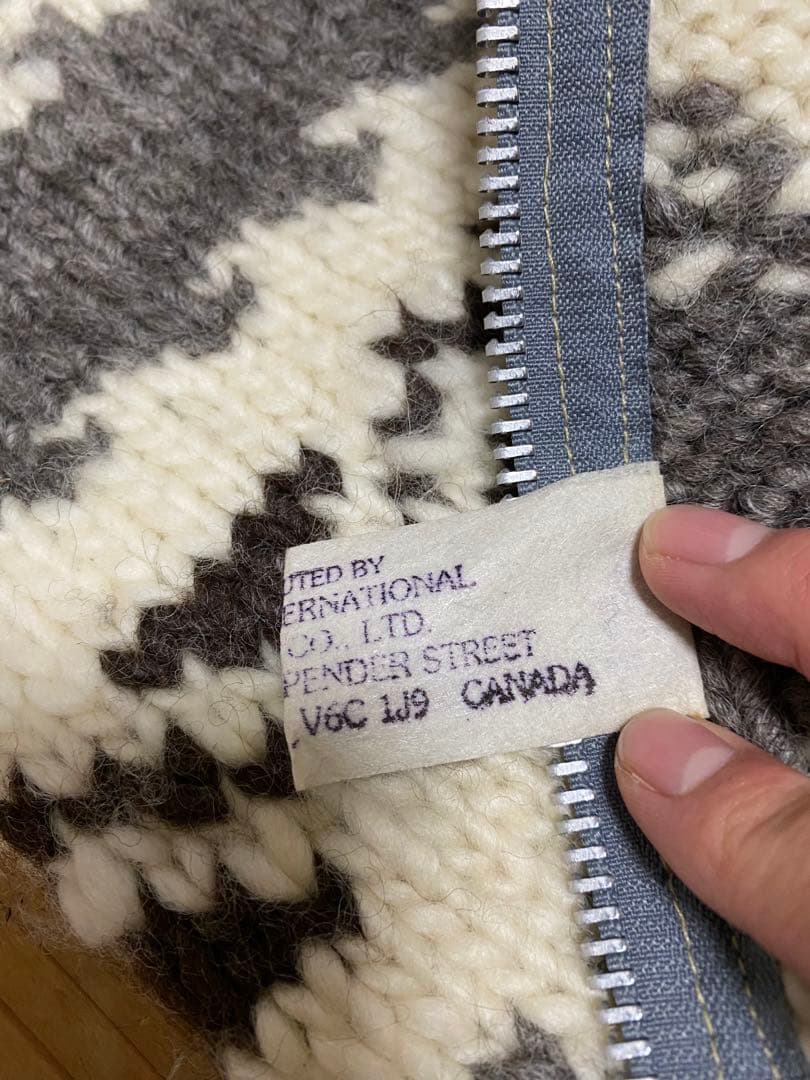 UTED BY
ERNATIONAL
CO., LTD.
PENDER STREET
, V6C 1J9 CANADA